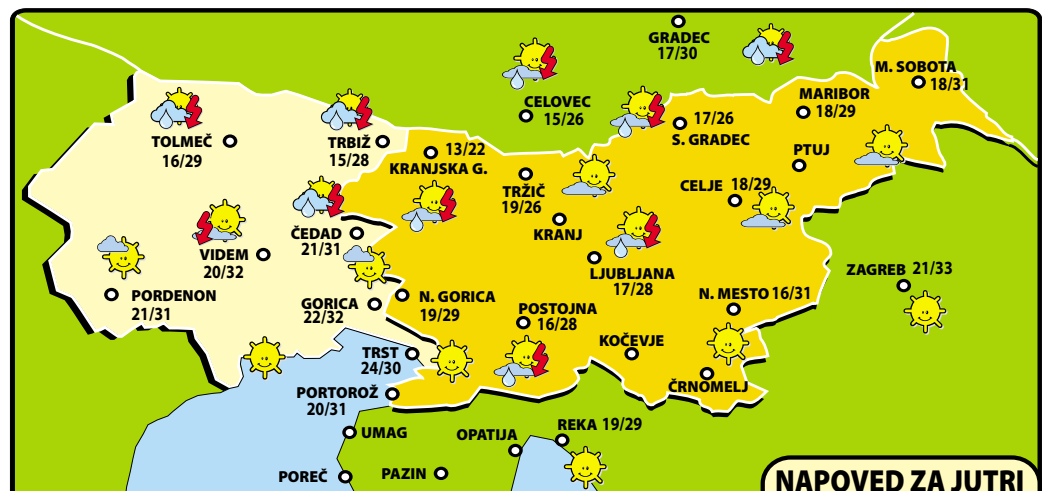 GRADEC
17/30
M. SOBOTA
18/31
CELOVEC
15/26
MARIBOR
18/29
17/26
S. GRADEC
TOLMEČ
16/29
TRBIŽ
15/28
13/22
KRANJSKA G.
PTUJ
TRŽIČ
19/26
CELJE 18/29
KRANJ
ČEDAD
21/31
VIDEM
20/32
LJUBLJANA
17/28
ZAGREB 21/33
PORDENON
21/31
GORICA
22/32
N. GORICA
19/29
POSTOJNA
16/28
N. MESTO 16/31
KOČEVJE
TRST
24/30
ČRNOMELJ
PORTOROŽ
20/31
UMAG
OPATIJA
REKA 19/29
POREČ
PAZIN
NAPOVED ZA JUTRI